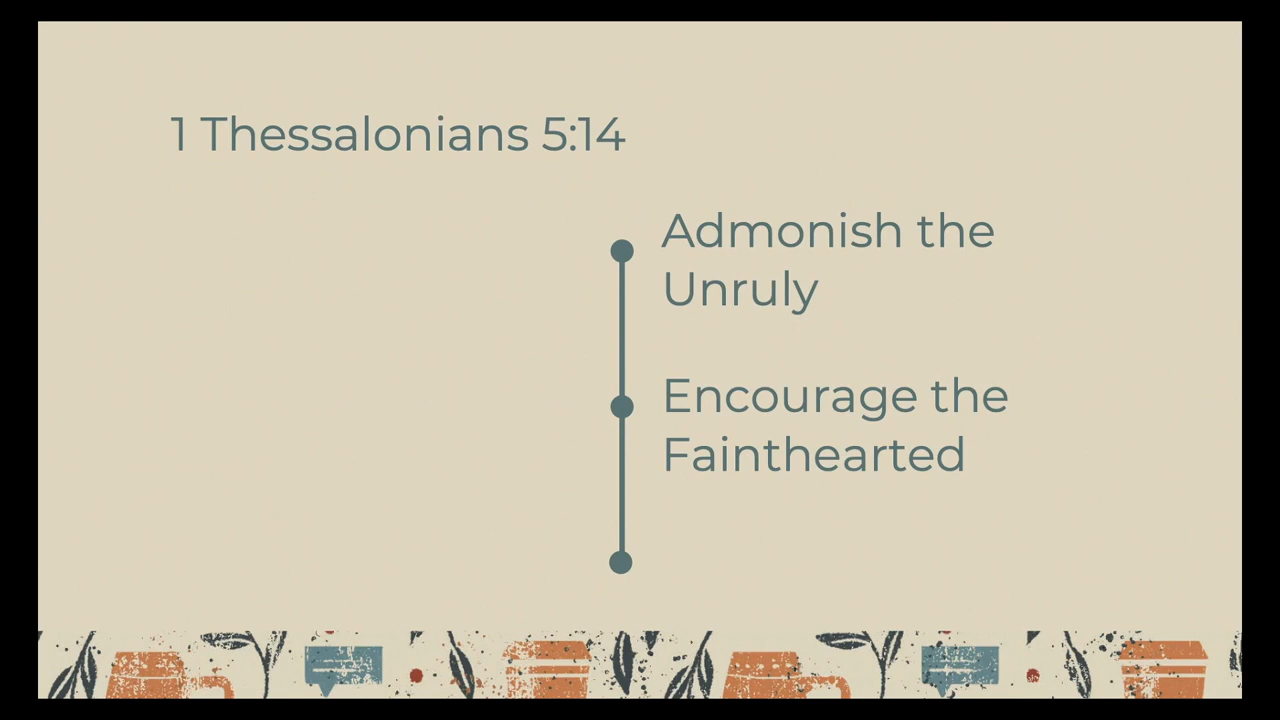 1 Thessalonians 5:14
Admonish the
Unruly
Encourage the
Fainthearted